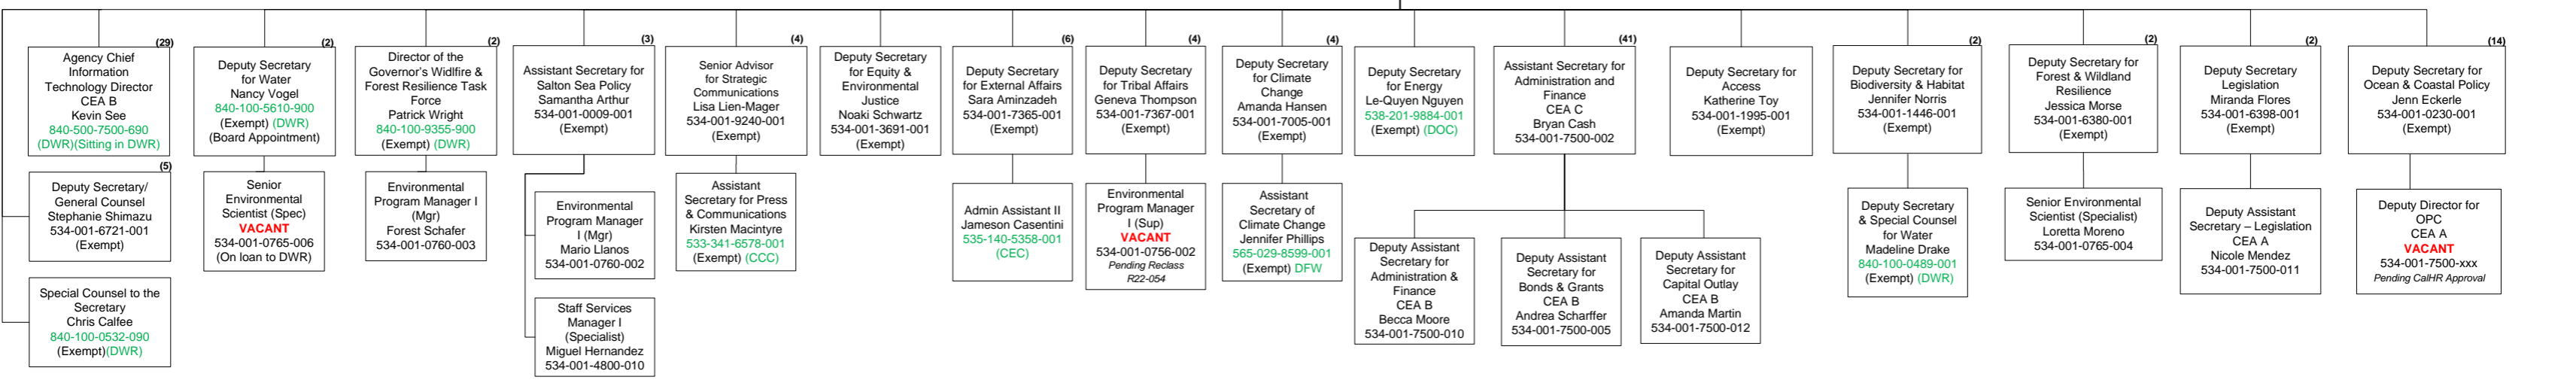 (29)
Agency Chief
Information
Technology Director
CEA B
Kevin See
840-500-7500-690
(DWR)(Sitting in DWR)
(5)
Deputy Secretary/
General Counsel
Stephanie Shimazu
534-001-6721-001
(Exempt)
Special Counsel to the
Secretary
Chris Calfee
840-100-0532-090
(Exempt)(DWR)
(2)
Deputy Secretary
for Water
Nancy Vogel
840-100-5610-900
(Exempt) (DWR)
(Board Appointment)
Senior
Environmental
Scientist (Spec)
VACANT
534-001-0765-006
(On loan to DWR)
(2)
Director of the
Governor's Widlfire &
Forest Resilience Task
Force
Patrick Wright
840-100-9355-900
(Exempt) (DWR)
Environmental
Program Manager I
(Mgr)
Forest Schafer
534-001-0760-003
(3)
Assistant Secretary for
Salton Sea Policy
Samantha Arthur
534-001-0009-001
(Exempt)
Environmental
Program Manager
I (Mgr)
Mario Llanos
534-001-0760-002
Staff Services
Manager I
(Specialist)
Miguel Hernandez
534-001-4800-010
(4)
Senior Advisor
for Strategic
Communications
Lisa Lien-Mager
534-001-9240-001
(Exempt)
Assistant
Secretary for Press
& Communications
Kirsten Macintyre
533-341-6578-001
(Exempt) (CCC)
Deputy Secretary
for Equity &
Environmental
Justice
Noaki Schwartz
534-001-3691-001
(Exempt)
(6)
Deputy Secretary
for External Affairs
Sara Aminzadeh
534-001-7365-001
(Exempt)
Admin Assistant II
Jameson Casentini
535-140-5358-001
(CEC)
(4)
Deputy Secretary
for Tribal Affairs
Geneva Thompson
534-001-7367-001
(Exempt)
Environmental
Program Manager
I (Sup)
VACANT
534-001-0756-002
Pending Reclass
R22-054
(4)
Deputy Secretary
for Climate
Change
Amanda Hansen
534-001-7005-001
(Exempt)
Assistant
Secretary of
Climate Change
Jennifer Phillips
565-029-8599-001
(Exempt) DFW
Deputy Secretary
for Energy
Le-Quyen Nguyen
538-201-9884-001
(Exempt) (DOC)
(41)
Assistant Secretary for
Administration and
Finance
CEA C
Bryan Cash
534-001-7500-002
Deputy Assistant
Secretary for
Administration &
Finance
CEA B
Becca Moore
534-001-7500-010
Deputy Assistant
Secretary for
Bonds & Grants
CEA B
Andrea Scharffer
534-001-7500-005
Deputy Assistant
Secretary for
Capital Outlay
CEA B
Amanda Martin
534-001-7500-012
Deputy Secretary for
Access
Katherine Toy
534-001-1995-001
(Exempt)
(2)
Deputy Secretary for
Biodiversity & Habitat
Jennifer Norris
534-001-1446-001
(Exempt)
Deputy Secretary
& Special Counsel
for Water
Madeline Drake
840-100-0489-001
(Exempt) (DWR)
(2)
Deputy Secretary for
Forest & Wildland
Resilience
Jessica Morse
534-001-6380-001
(Exempt)
Senior Environmental
Scientist (Specialist)
Loretta Moreno
534-001-0765-004
(2)
Deputy Secretary
Legislation
Miranda Flores
534-001-6398-001
(Exempt)
Deputy Assistant
Secretary – Legislation
CEA A
Nicole Mendez
534-001-7500-011
(14)
Deputy Secretary for
Ocean & Coastal Policy
Jenn Eckerle
534-001-0230-001
(Exempt)
Deputy Director for
OPC
CEA A
VACANT
534-001-7500-xxx
Pending CalHR Approval